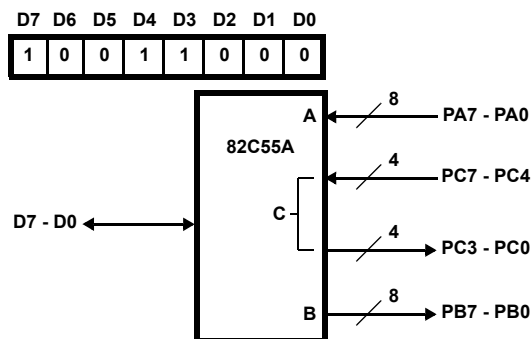 D7 D6 D5 D4 D3 D2 D1 D0
1 0 0 1 1 0 0 0
A 8 PA7 - PA0
82C55A
4 PC7 - PC4
C
D7 - D0
4 PC3 - PC0
B 8 PB7 - PB0